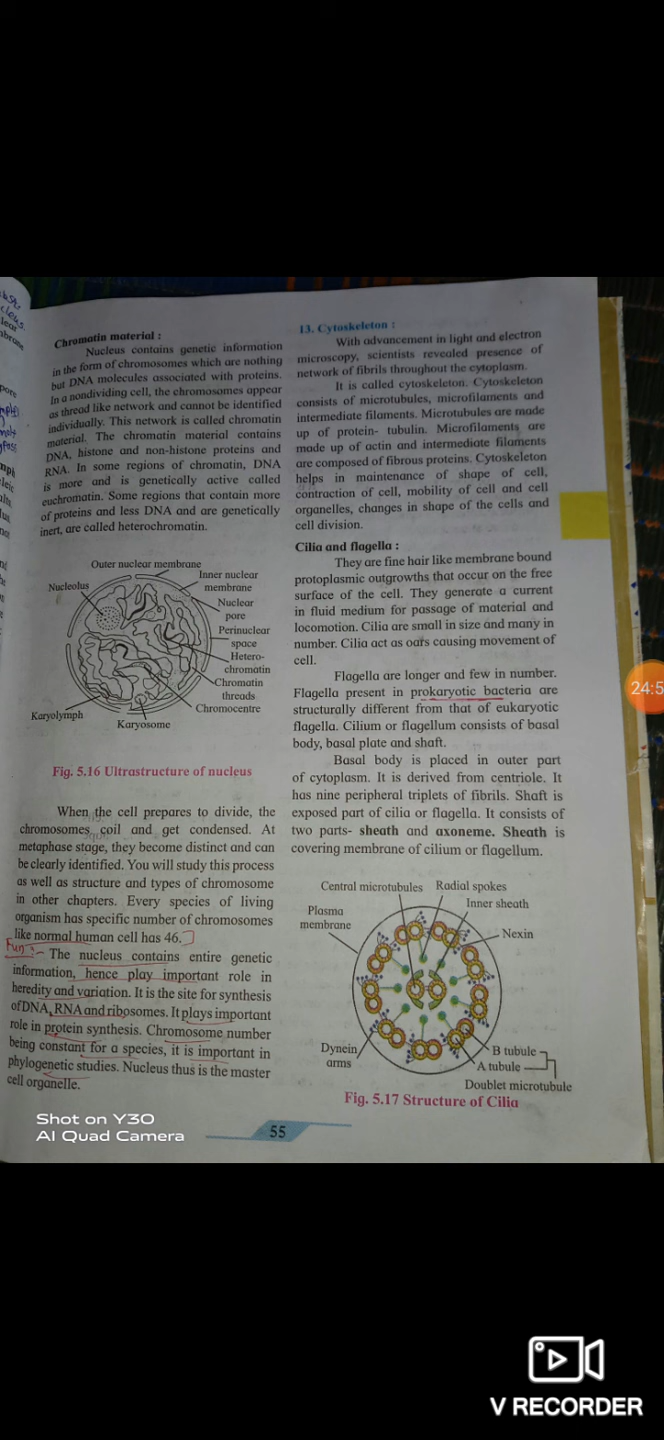 Chromatin material :
Nucleus contains genetic information
in the form of chromosomes which are nothing
but DNA molecules associated with proteins.
In a nondividing cell, the chromosomes appear
as thread like network and cannot be identified
individually. This network is called chromatin
material. The chromatin material contains
DNA, histone and non-histone proteins and
RNA. In some regions of chromatin, DNA
is more and is genetically active called
euchromatin. Some regions that contain more
of proteins and less DNA and are genetically
inert, are called heterochromatin.
Outer nuclear membrane
Nucleolus
Inner nuclear
membrane
Nuclear
pore
Perinuclear
space
Hetero-
chromatin
Chromatin
threads
Chromocentre
Karyolymph
Karyosome
Fig. 5.16 Ultrastructure of nucleus
When the cell prepares to divide, the
chromosomes coil and get condensed. At
metaphase stage, they become distinct and can
be clearly identified. You will study this process
as well as structure and types of chromosome
in other chapters. Every species of living
organism has specific number of chromosomes
like normal human cell has 46.
Fun :-
The nucleus contains entire genetic
information, hence play important role in
heredity and variation. It is the site for synthesis
of DNA, RNA and ribosomes. It plays important
role in protein synthesis. Chromosome number
being constant for a species, it is important in
phylogenetic studies. Nucleus thus is the master
cell organelle.
13. Cytoskeleton :
With advancement in light and electron
microscopy, scientists revealed presence of
network of fibrils throughout the cytoplasm.
It is called cytoskeleton. Cytoskeleton
consists of microtubules, microfilaments and
intermediate filaments. Microtubules are made
up of protein- tubulin. Microfilaments are
made up of actin and intermediate filaments
are composed of fibrous proteins. Cytoskeleton
helps in maintenance of shape of cell,
contraction of cell, mobility of cell and cell
organelles, changes in shape of the cells and
cell division.
Cilia and flagella :
They are fine hair like membrane bound
protoplasmic outgrowths that occur on the free
surface of the cell. They generate a current
in fluid medium for passage of material and
locomotion. Cilia are small in size and many in
number. Cilia act as oars causing movement of
cell.
Flagella are longer and few in number.
Flagella present in prokaryotic bacteria are
structurally different from that of eukaryotic
flagella. Cilium or flagellum consists of basal
body, basal plate and shaft.
Basal body is placed in outer part
of cytoplasm. It is derived from centriole. It
has nine peripheral triplets of fibrils. Shaft is
exposed part of cilia or flagella. It consists of
two parts- sheath and axoneme. Sheath is
covering membrane of cilium or flagellum.
Central microtubules
Radial spokes
Plasma
membrane
Inner sheath
Nexin
Dynein
arms
B tubule
A tubule
Doublet microtubule
Fig. 5.17 Structure of Cilia
55
Shot on Y30
AI Quad Camera
24:5
V RECORDER